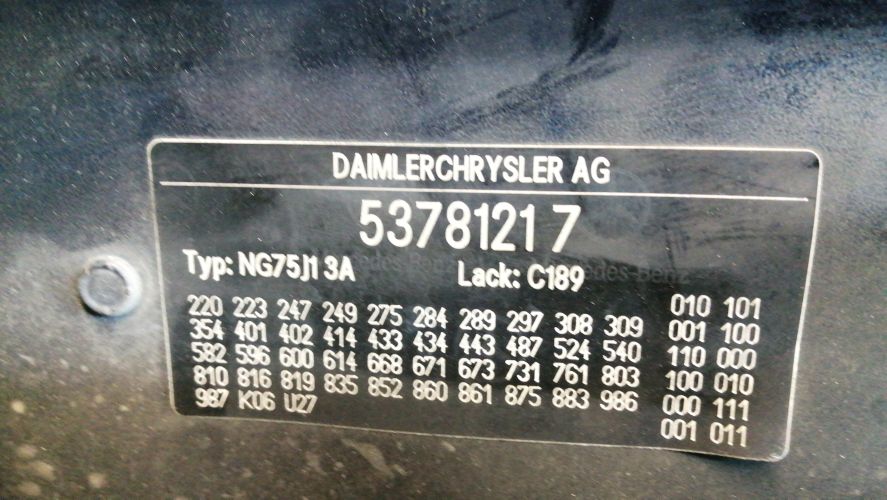 DAIMLERCHRYSLER AG
53781217
Typ: NG75J13A Lack: C189
220 223 247 249 275 284 289 297 308 309 010 101
354 401 402 414 433 434 443 487 524 540 001 100
582 596 600 614 668 671 673 731 761 803 110 000
810 816 819 835 852 860 861 875 883 986 100 010
987 K06 U27 000 111
001 011